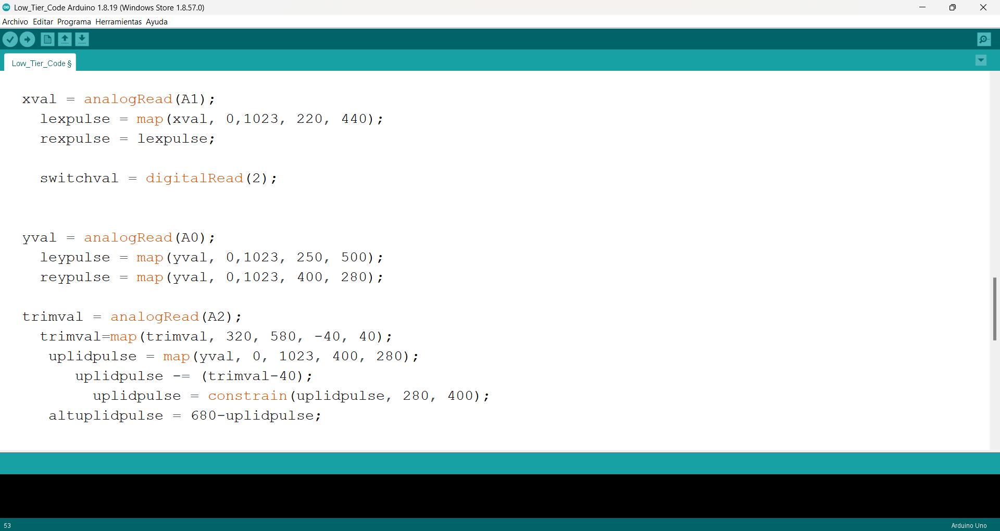 Low_Tier_Code Arduino 1.8.19 (Windows Store 1.8.57.0)
Archivo Editar Programa Herramientas Ayuda
Low_Tier_Code §
xval = analogRead(A1);
lexpulse = map(xval, 0,1023, 220, 440);
rexpulse = lexpulse;
switchval = digitalRead(2);
yval = analogRead(A0);
leypulse = map(yval, 0,1023, 250, 500);
reypulse = map(yval, 0,1023, 400, 280);
trimval = analogRead(A2);
trimval=map(trimval, 320, 580, -40, 40);
uplidpulse = map(yval, 0, 1023, 400, 280);
uplidpulse -= (trimval-40);
uplidpulse = constrain(uplidpulse, 280, 400);
altuplidpulse = 680-uplidpulse;
53
Arduino Uno